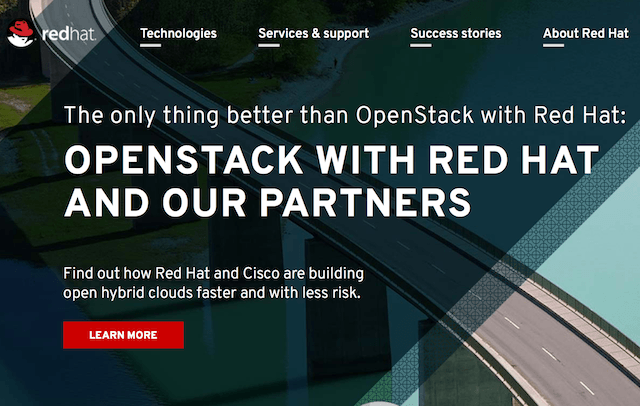 redhat.
Technologies
Services & support
Success stories
About Red Hat
The only thing better than OpenStack with Red Hat:
OPENSTACK WITH RED HAT
AND OUR PARTNERS
Find out how Red Hat and Cisco are building
open hybrid clouds faster and with less risk.
LEARN MORE